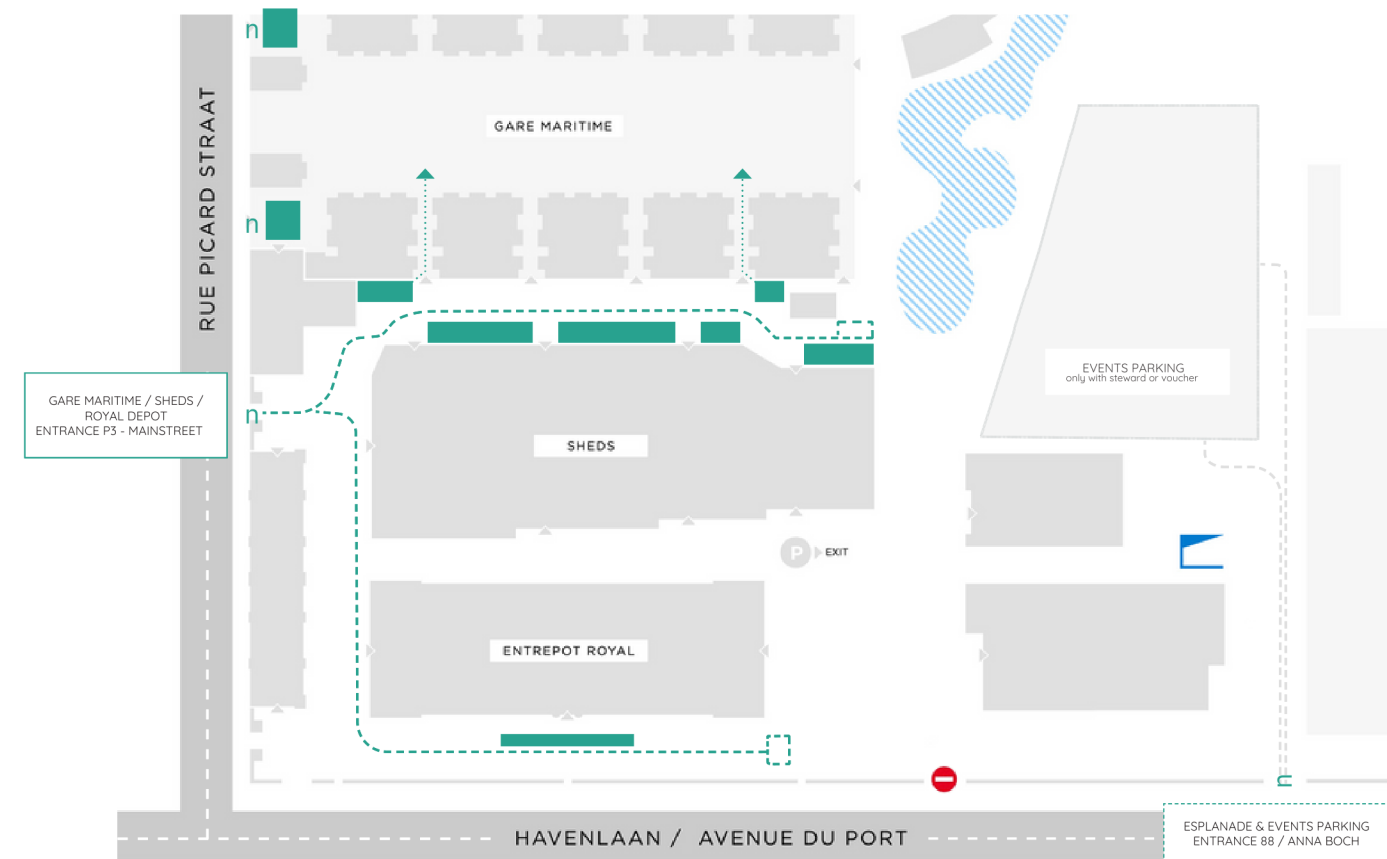 n
GARE MARITIME
RUE PICARD STRAAT
n
EVENTS PARKING
only with steward or voucher
GARE MARITIME / SHEDS /
ROYAL DEPOT
ENTRANCE P3 - MAINSTREET
n
SHEDS
P
EXIT
ENTREPOT ROYAL
n
HAVENLAAN / AVENUE DU PORT
ESPLANADE & EVENTS PARKING
ENTRANCE 88 / ANNA BOCH